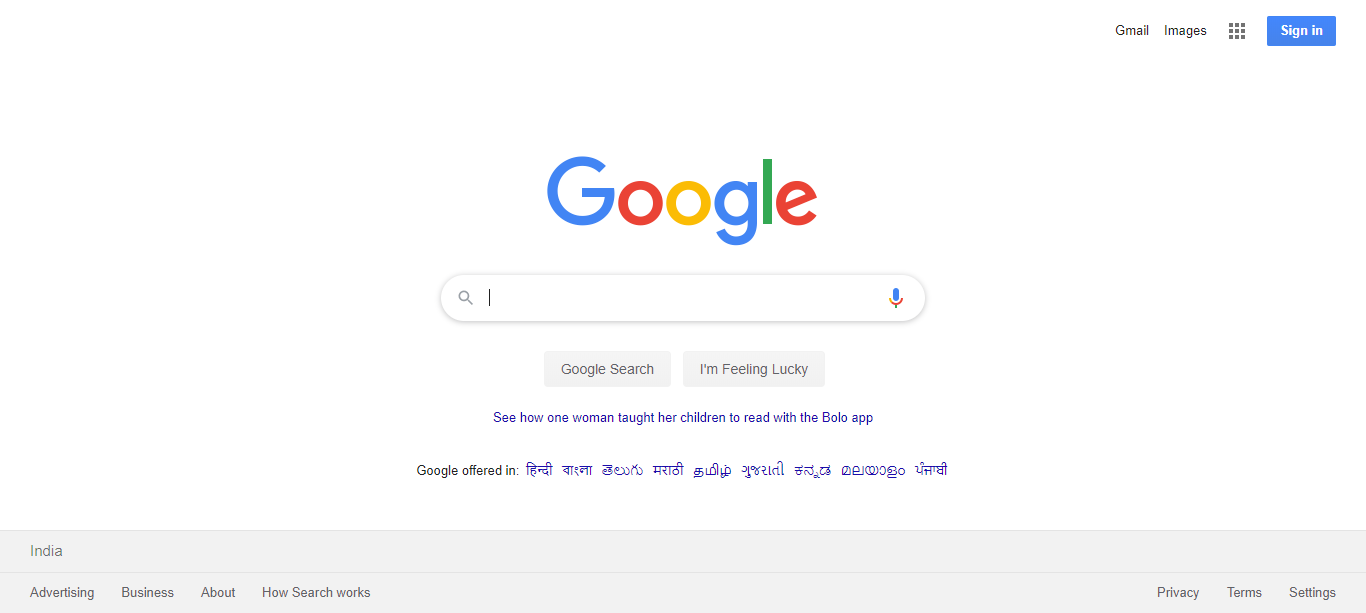 Gmail Images Sign in
Google
Google Search I'm Feeling Lucky
See how one woman taught her children to read with the Bolo app
Google offered in: हिन्दी বাংলা తెలుగు मराठी தமிழ் ગુજરાતી ಕನ್ನಡ മലയാളം ਪੰਜਾਬੀ
India
Advertising Business About How Search works Privacy Terms Settings